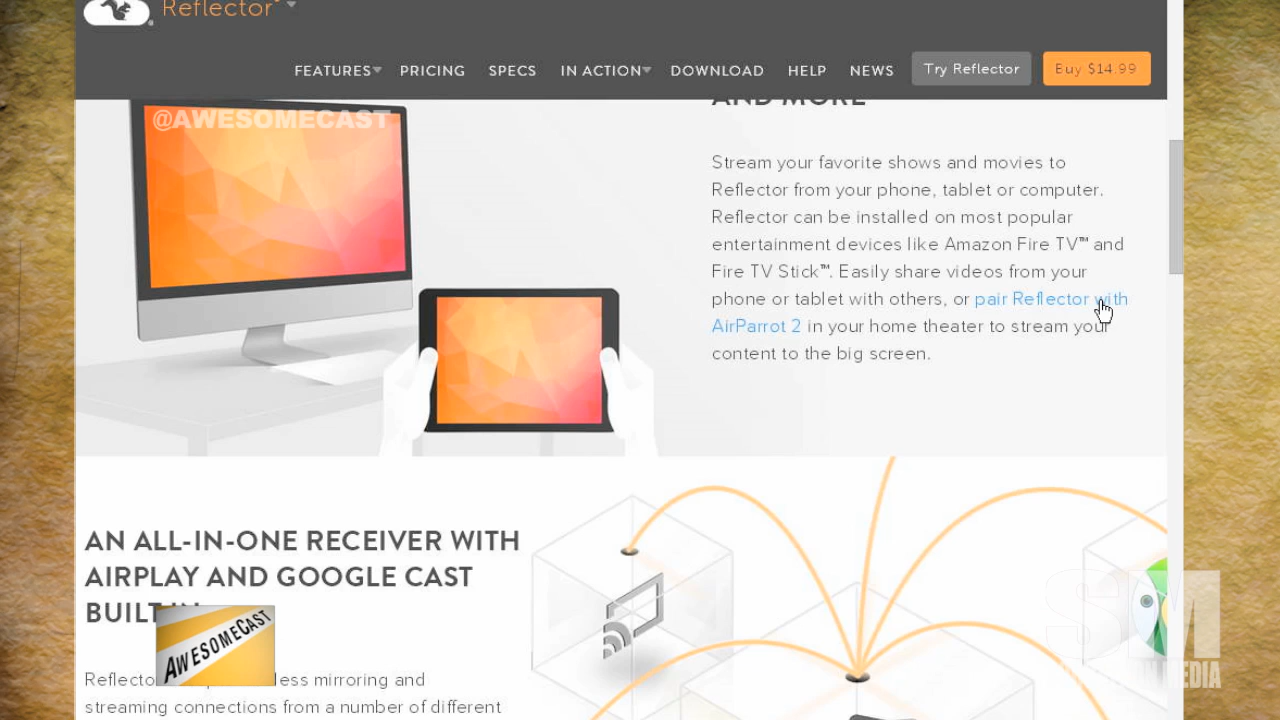 Reflector
FEATURES PRICING SPECS IN ACTION DOWNLOAD HELP NEWS Try Reflector Buy $14.99
@AWESOMECAST
AND MORE
Stream your favorite shows and movies to
Reflector from your phone, tablet or computer.
Reflector can be installed on most popular
entertainment devices like Amazon Fire TV™ and
Fire TV Stick™. Easily share videos from your
phone or tablet with others, or pair Reflector with
AirParrot 2 in your home theater to stream your
content to the big screen.
AN ALL-IN-ONE RECEIVER WITH
AIRPLAY AND GOOGLE CAST
BUILT
AWESOMECAST
mirroring and
streaming connections from a number of different
SM
MEDIA